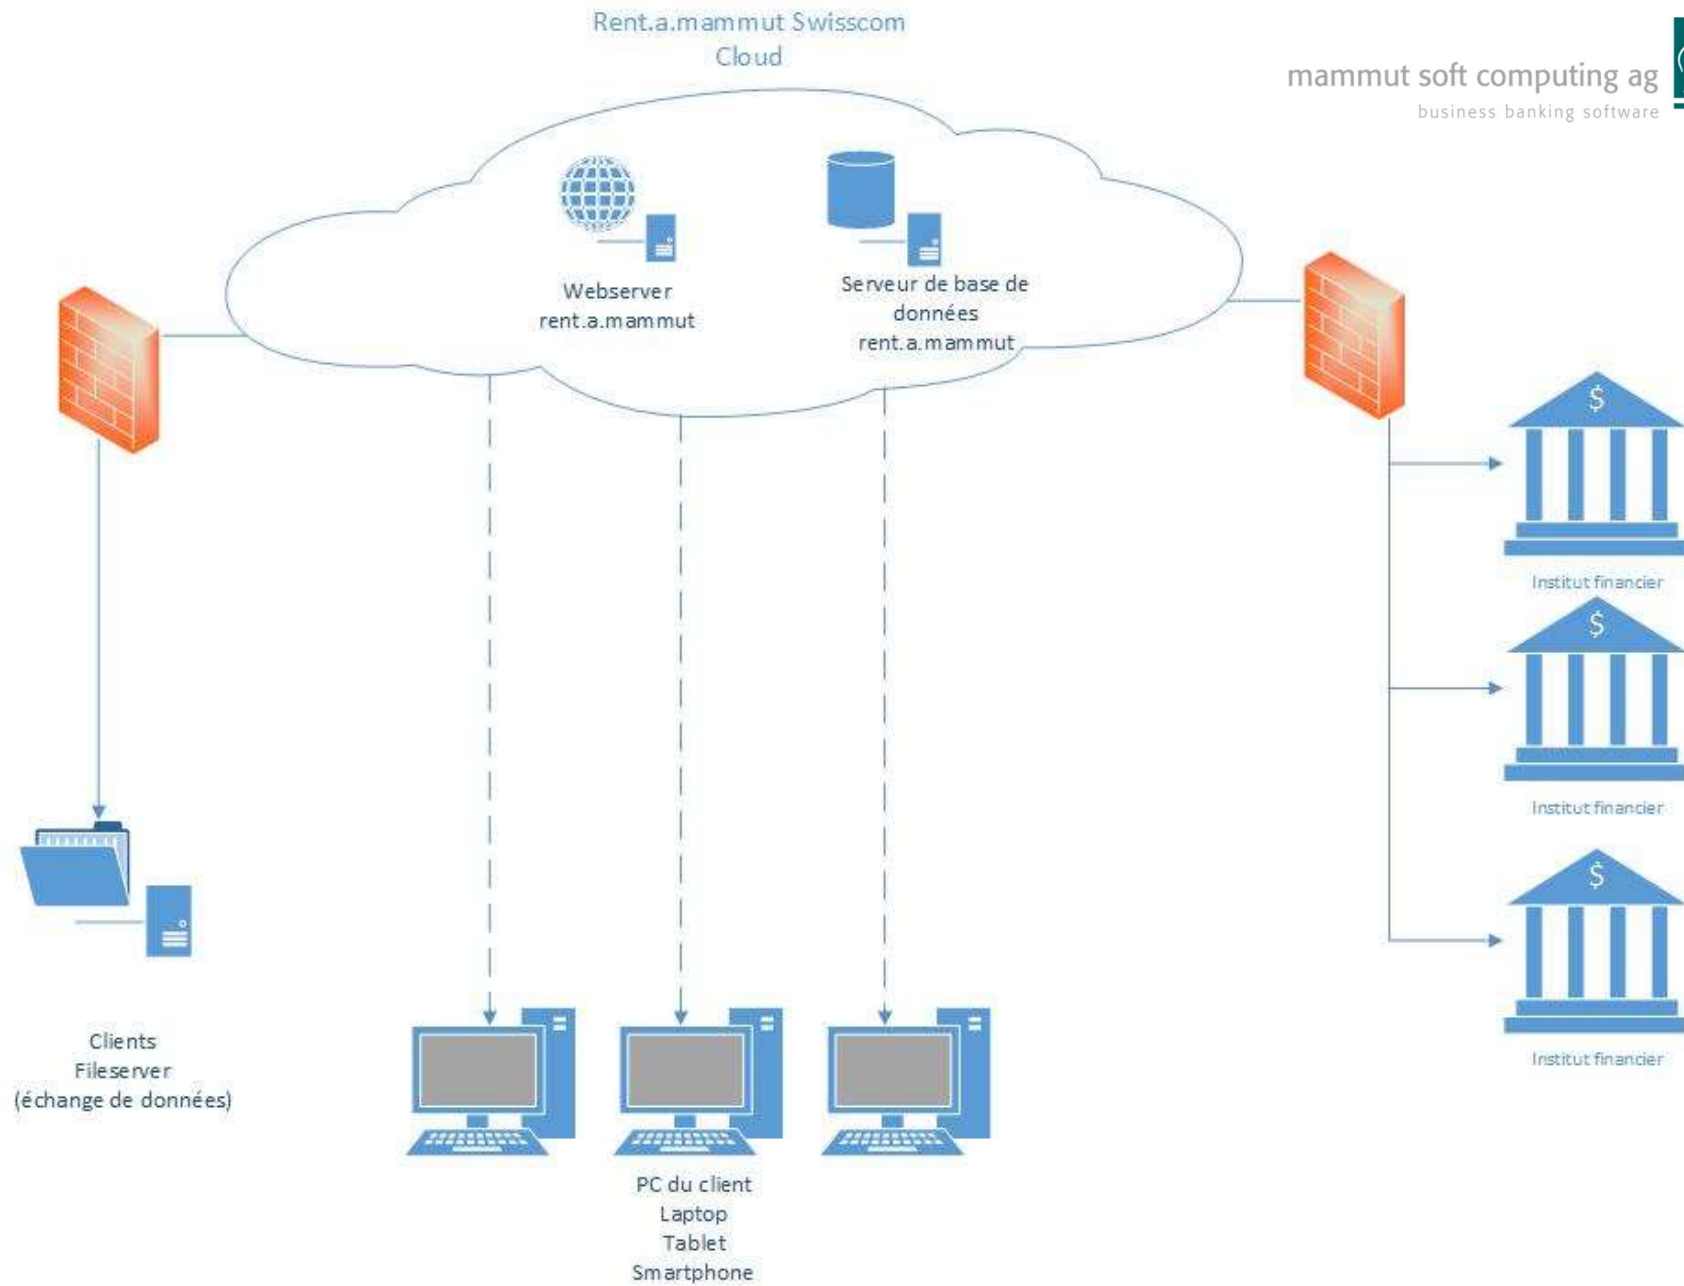 Rent.a.mammut Swisscom
Cloud
mammut soft computing ag
business banking software
Webserver
rent.a.mammut
Serveur de base de
données
rent.a.mammut
$
Institut financier
$
Institut financier
$
Institut financier
Clients
Fileserver
(échange de données)
PC du client
Laptop
Tablet
Smartphone